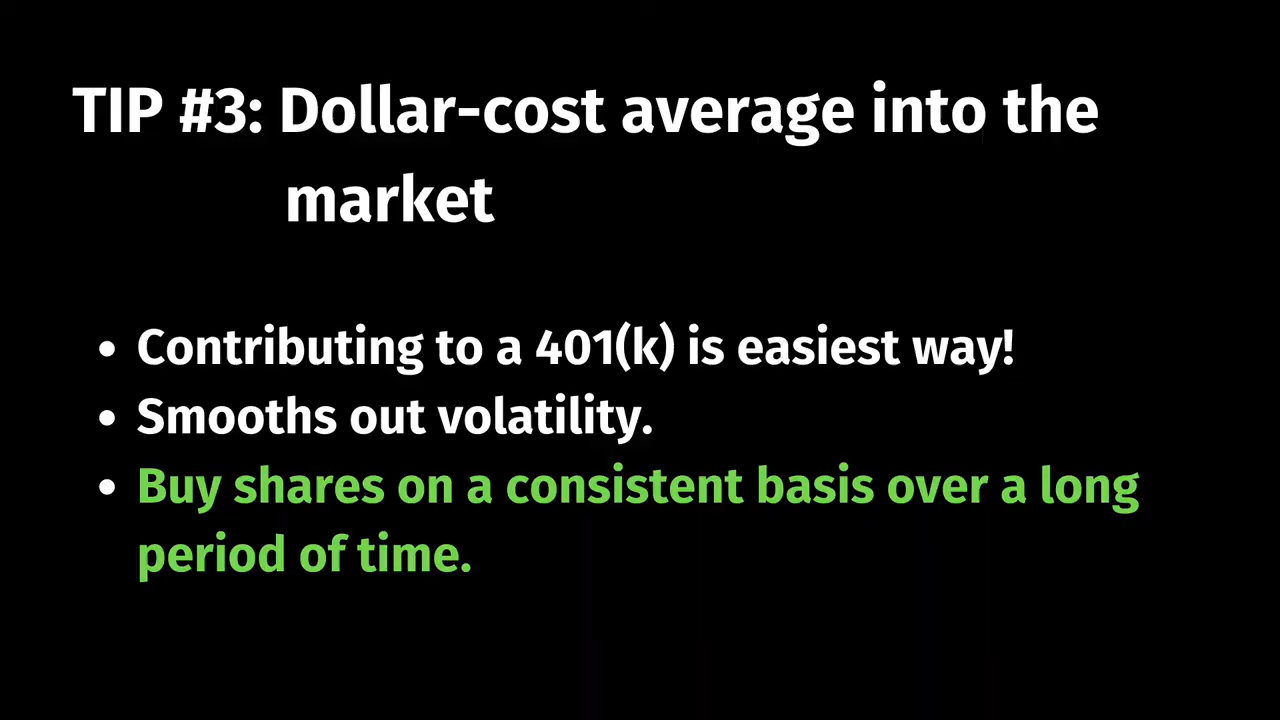 TIP #3: Dollar-cost average into the
market
• Contributing to a 401(k) is easiest way!
• Smooths out volatility.
• Buy shares on a consistent basis over a long
period of time.